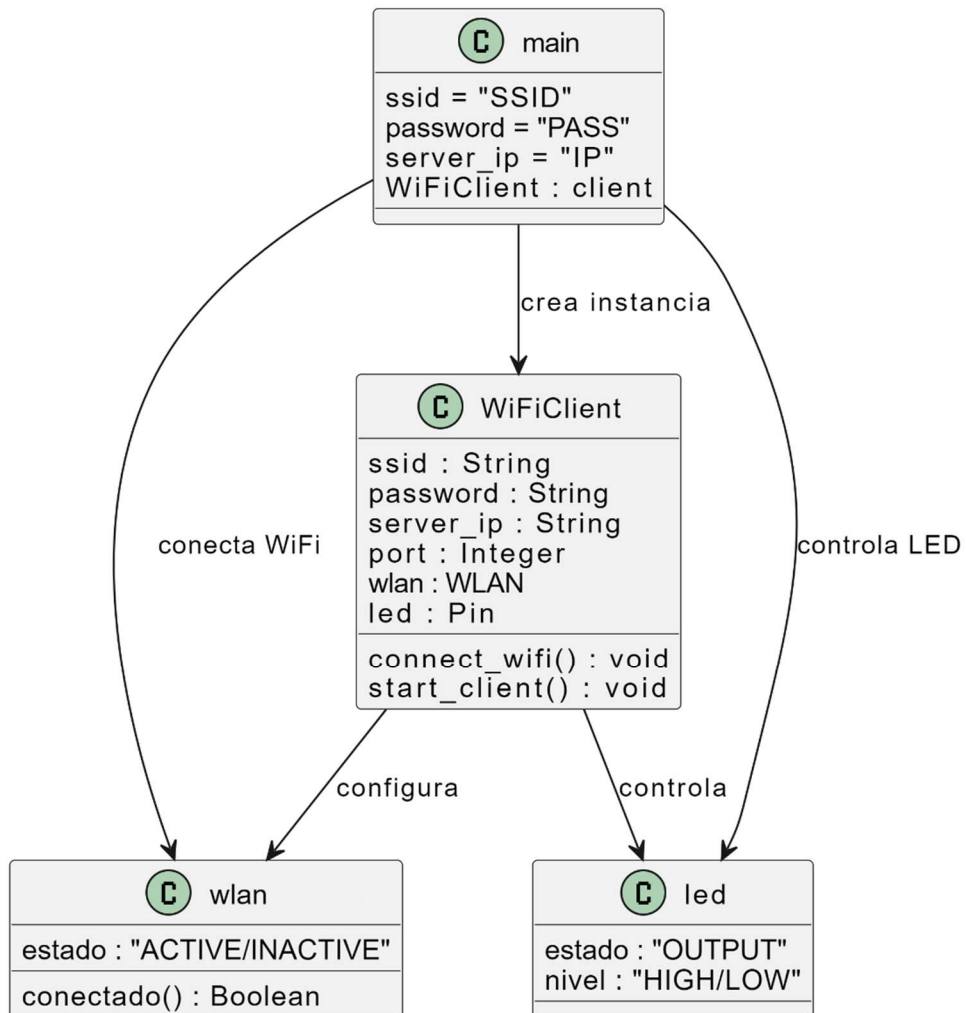 C main
ssid = "SSID"
password = "PASS"
server_ip = "IP"
WiFiClient : client
crea instancia
C WiFiClient
ssid : String
password : String
server_ip : String
port : Integer
wlan : WLAN
led : Pin
connect_wifi() : void
start_client() : void
conecta WiFi
controla LED
configura
controla
C wlan
estado : "ACTIVE/INACTIVE"
conectado() : Boolean
C led
estado : "OUTPUT"
nivel : "HIGH/LOW"